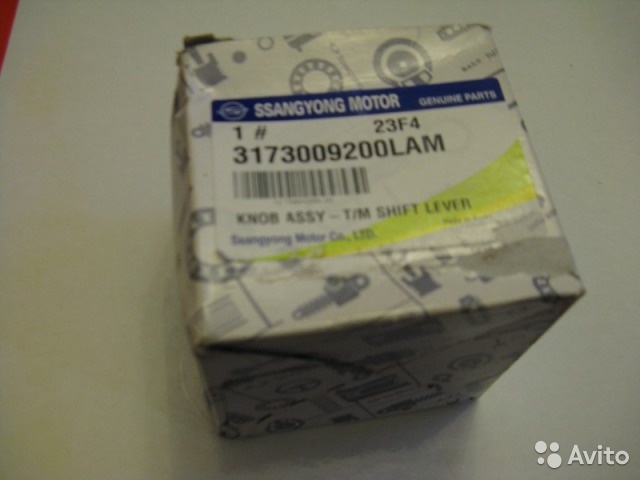 SSANGYONG MOTOR GENUINE PARTS
1 # 23F4
3173009200LAM
KNOB ASSY - T/M SHIFT LEVER
Ssangyong Motor Co., LTD.
Avito